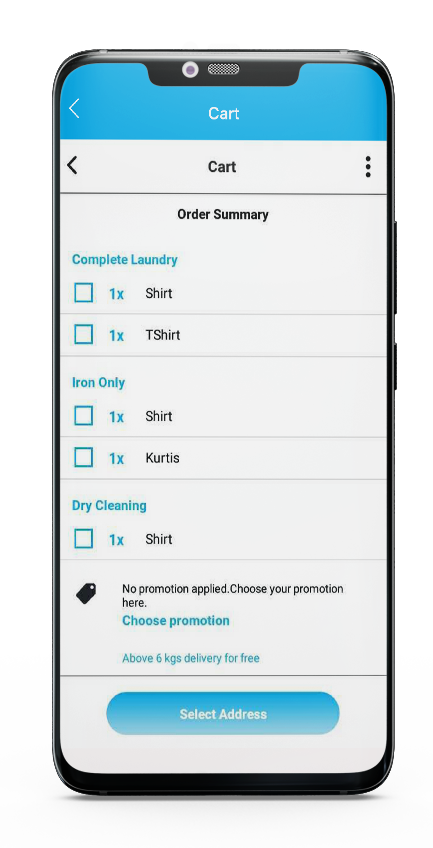 Cart
Cart
Order Summary
Complete Laundry
1x Shirt
1x TShirt
Iron Only
1x Shirt
1x Kurtis
Dry Cleaning
1x Shirt
No promotion applied.Choose your promotion
here.
Choose promotion
Above 6 kgs delivery for free
Select Address